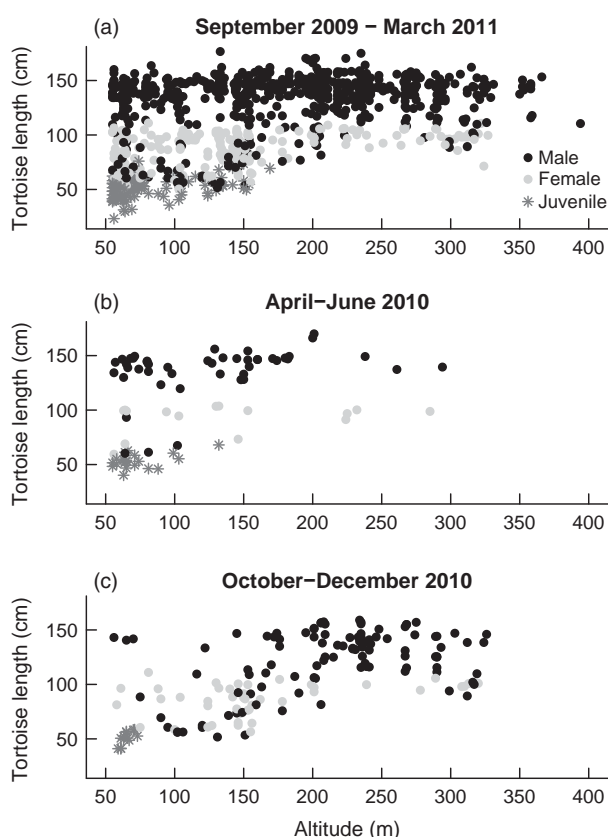 (a) September 2009 – March 2011
Tortoise length (cm)
150
100
50
Male
Female
Juvenile
50 100 150 200 250 300 350 400
(b) April–June 2010
Tortoise length (cm)
150
100
50
50 100 150 200 250 300 350 400
(c) October–December 2010
Tortoise length (cm)
150
100
50
50 100 150 200 250 300 350 400
Altitude (m)